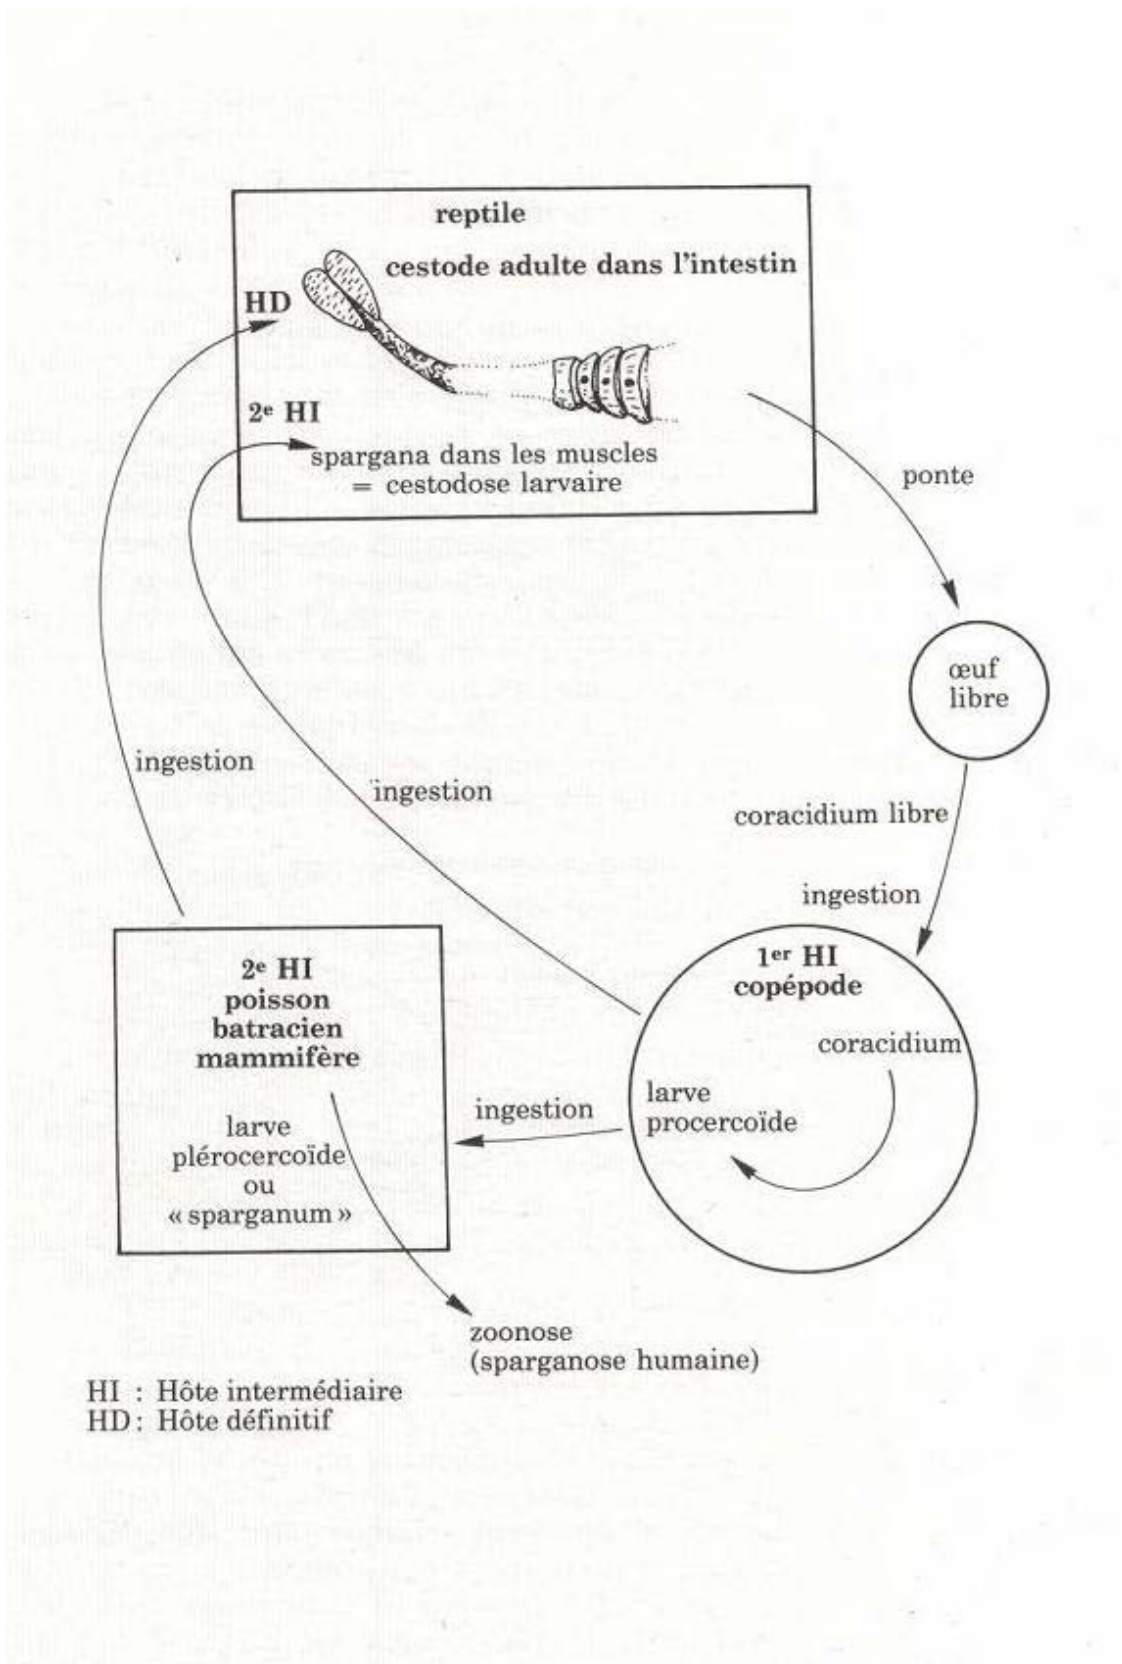 reptile
cestode adulte dans l'intestin
HD
2e HI
spargana dans les muscles
= cestodose larvaire
ponte
œuf
libre
ingestion
ingestion
coracidium libre
ingestion
1er HI
copépode
coracidium
larve
procercoïde
ingestion
2e HI
poisson
batracien
mammifère
larve
plérocercoïde
ou
« sparganum »
zoonose
(sparganose humaine)
HI : Hôte intermédiaire
HD : Hôte définitif